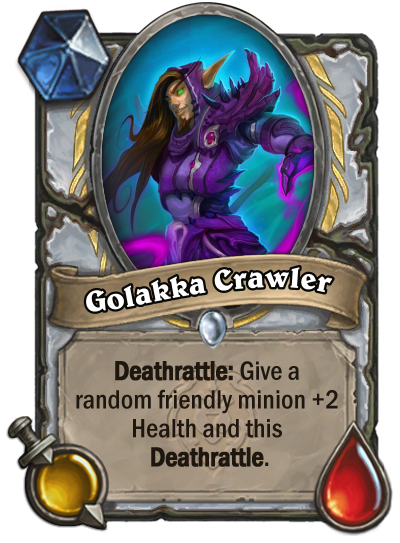 Golakka Crawler
Deathrattle: Give a
random friendly minion +2
Health and this
Deathrattle.